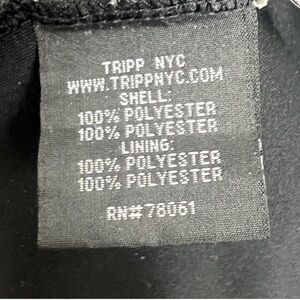 TRIPP NYC
WWW.TRIPPNYC.COM
SHELL:
100% POLYESTER
100% POLYESTER
LINING:
100% POLYESTER
100% POLYESTER
RN#78061